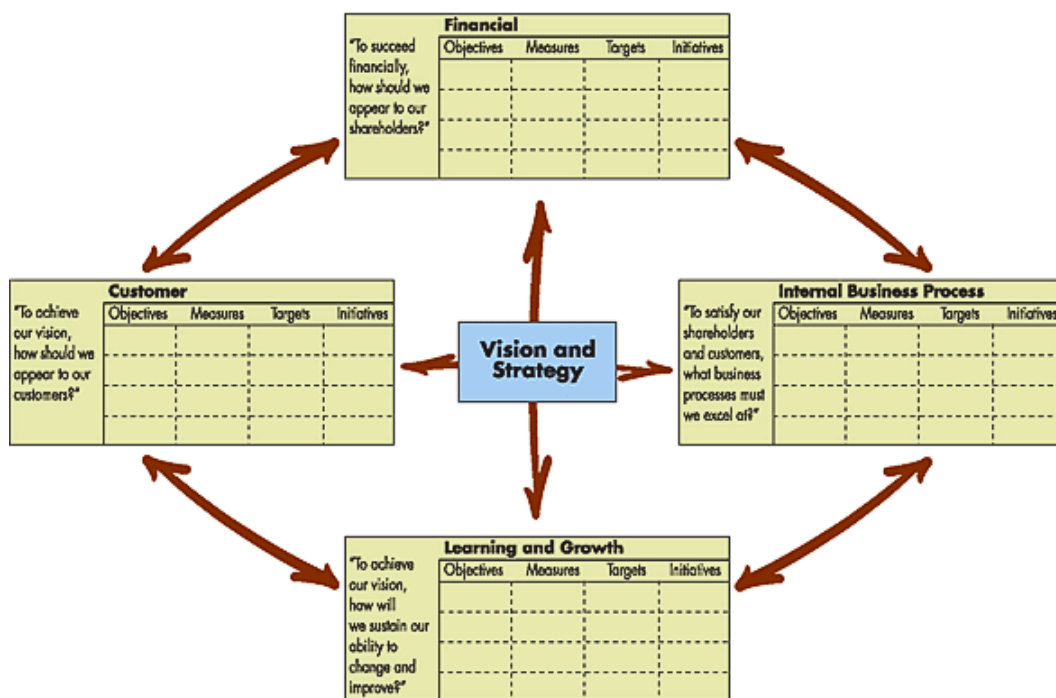 Financial
Objectives Measures Targets Initiatives
"To succeed
financially,
how should we
appear to our
shareholders?"
Customer
Objectives Measures Targets Initiatives
"To achieve
our vision,
how should we
appear to our
customers?"
Vision and
Strategy
Internal Business Process
Objectives Measures Targets Initiatives
"To satisfy our
shareholders
and customers,
what business
processes must
we excel at?"
Learning and Growth
Objectives Measures Targets Initiatives
"To achieve
our vision,
how will
we sustain our
ability to
change and
improve?"